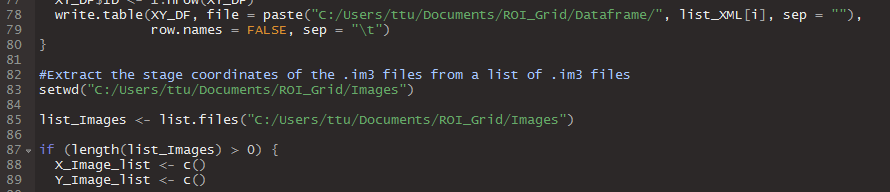 78 write.table(XY_DF, file = paste("C:/Users/ttu/Documents/ROI_Grid/Dataframe/", list_XML[i], sep = ""),
79 row.names = FALSE, sep = "\t")
80 }
81
82 #Extract the stage coordinates of the .im3 files from a list of .im3 files
83 setwd("C:/Users/ttu/Documents/ROI_Grid/Images")
84
85 list_Images <- list.files("C:/Users/ttu/Documents/ROI_Grid/Images")
86
87 if (length(list_Images) > 0) {
88 X_Image_list <- c()
89 Y_Image_list <- c()